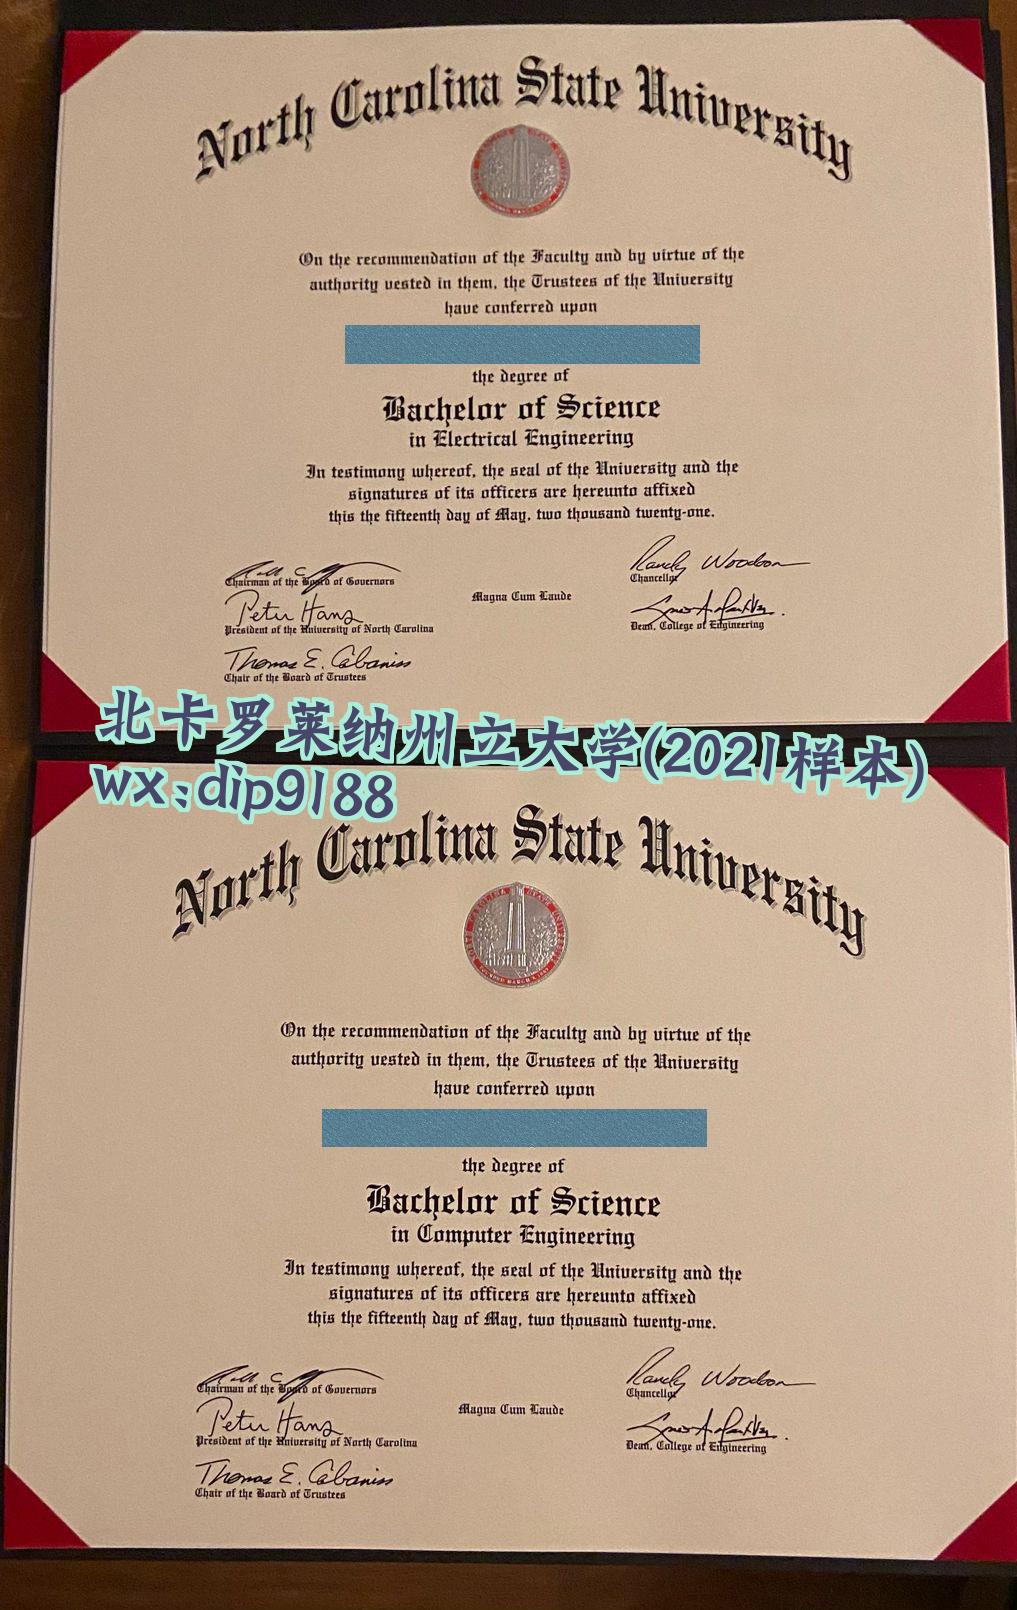 North Carolina State University
On the recommendation of the Faculty and by virtue of the
authority vested in them, the Trustees of the University
have conferred upon
the degree of
Bachelor of Science
in Electrical Engineering
In testimony whereof, the seal of the University and the
signatures of its officers are hereunto affixed
this the fifteenth day of May, two thousand twenty-one.
Randy Woodson
Chairman of the Board of Governors
Chancellor
Magna Cum Laude
Peter Hans
President of the University of North Carolina
Dean, College of Engineering
Thomas E. Cabaniss
Chair of the Board of Trustees
北卡罗莱纳州立大学(2021样本)
wx:dip9188
North Carolina State University
NORTH CAROLINA STATE UNIVERSITY
FOUNDED MARCH 7, 1887
On the recommendation of the Faculty and by virtue of the
authority vested in them, the Trustees of the University
have conferred upon
the degree of
Bachelor of Science
in Computer Engineering
In testimony whereof, the seal of the University and the
signatures of its officers are hereunto affixed
this the fifteenth day of May, two thousand twenty-one.
Randy Woodson
Chairman of the Board of Governors
Chancellor
Magna Cum Laude
Peter Hans
President of the University of North Carolina
Dean, College of Engineering
Thomas E. Cabaniss
Chair of the Board of Trustees